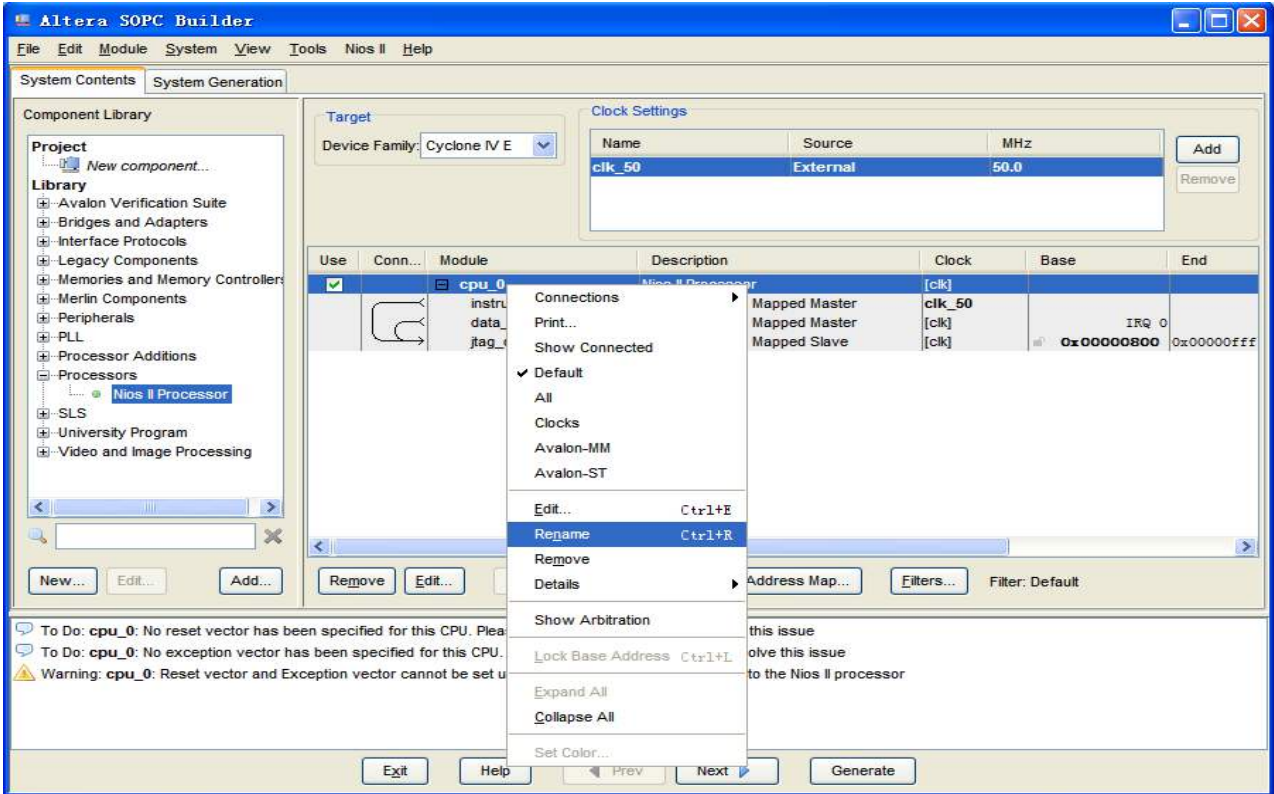 Altera SOPC Builder
File Edit Module System View Tools Nios II Help
System Contents System Generation
Component Library
Project
New component...
Library
Avalon Verification Suite
Bridges and Adapters
Interface Protocols
Legacy Components
Memories and Memory Controllers
Merlin Components
Peripherals
PLL
Processor Additions
Processors
Nios II Processor
SLS
University Program
Video and Image Processing
New... Edit... Add...
Target
Device Family: Cyclone IV E
Clock Settings
Name Source MHz
clk_50 External 50.0
Add
Remove
Use Conn... Module Description Clock Base End
cpu_0 Nios II Processor [clk]
instru Mapped Master clk_50
data_ Mapped Master [clk] IRQ 0
jtag_ Mapped Slave [clk] 0x00000800 0x00000fff
Connections
Print...
Show Connected
Default
All
Clocks
Avalon-MM
Avalon-ST
Edit... Ctrl+E
Rename Ctrl+R
Remove
Details
Show Arbitration
Lock Base Address Ctrl+L
Expand All
Collapse All
Set Color...
Remove Edit... Address Map... Filters... Filter: Default
To Do: cpu_0: No reset vector has been specified for this CPU. Plea this issue
To Do: cpu_0: No exception vector has been specified for this CPU. olve this issue
Warning: cpu_0: Reset vector and Exception vector cannot be set u to the Nios II processor
Exit Help Prev Next Generate